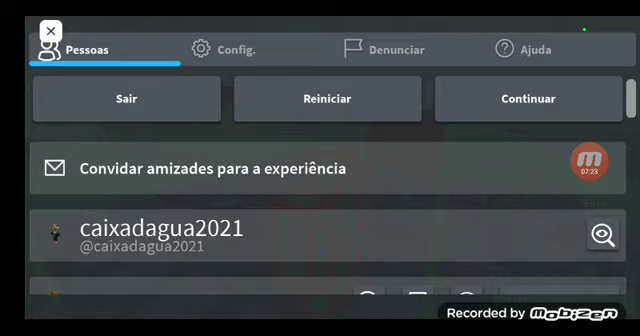 Pessoas
Config.
Denunciar
Ajuda
Sair
Reiniciar
Continuar
Convidar amizades para a experiência
07:23
caixadagua2021
@caixadagua2021
Recorded by Mobizen